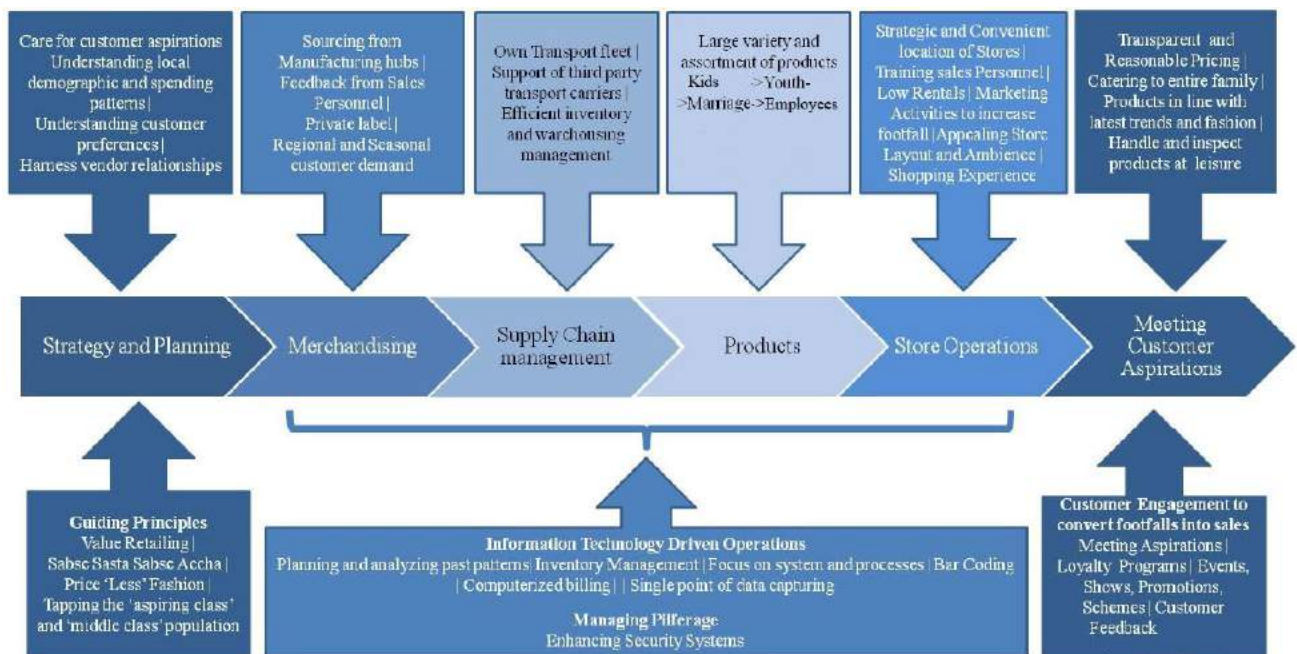 Care for customer aspirations
Understanding local
demographic and spending
patterns|
Understanding customer
preferences|
Harness vendor relationships
Sourcing from
Manufacturing hubs |
Feedback from Sales
Personnel|
Private label |
Regional and Seasonal
customer demand
Own Transport fleet |
Support of third party
transport carriers|
Efficient inventory
and warehousing
management
Large variety and
assortment of products
Kids ->Youth-
>Marriage->Employees
Strategic and Convenient
location of Stores |
Training sales Personnel |
Low Rentals | Marketing
Activities to increase
footfall |Appealing Store
Layout and Ambience |
Shopping Experience
Transparent and
Reasonable Pricing |
Catering to entire family |
Products in line with
latest trends and fashion |
Handle and inspect
products at leisure
Strategy and Planning
Merchandising
Supply Chain
management
Products
Store Operations
Meeting
Customer
Aspirations
Guiding Principles
Value Retailing |
Sabse Sasta Sabse Accha |
Price 'Less' Fashion |
Tapping the 'aspiring class'
and 'middle class' population
Information Technology Driven Operations
Planning and analyzing past patterns| Inventory Management | Focus on system and processes | Bar Coding
| Computerized billing | | Single point of data capturing
Managing Pilferage
Enhancing Security Systems
Customer Engagement to
convert footfalls into sales
Meeting Aspirations |
Loyalty Programs | Events,
Shows, Promotions,
Schemes | Customer
Feedback